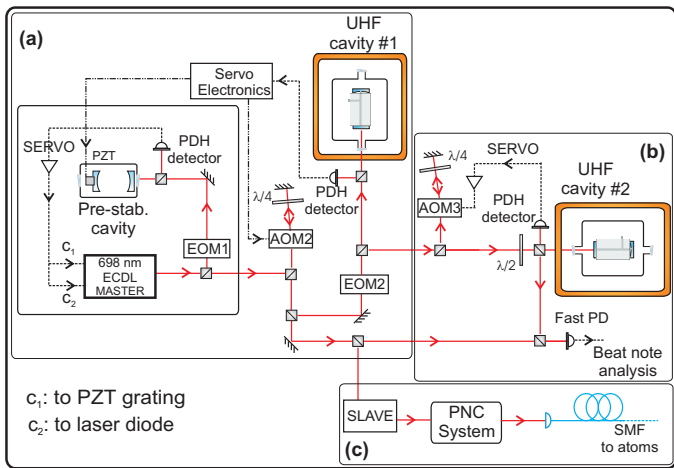 (a)
UHF
cavity #1
Servo
Electronics
SERVO
PZT
PDH
detector
Pre-stab.
cavity
λ/4
PDH
detector
AOM2
EOM1
c₁
c₂
698 nm
ECDL
MASTER
EOM2
(b)
λ/4
SERVO
AOM3
PDH
detector
UHF
cavity #2
λ/2
Fast PD
Beat note
analysis
c₁: to PZT grating
c₂: to laser diode
SLAVE
PNC
System
SMF
to atoms
(c)